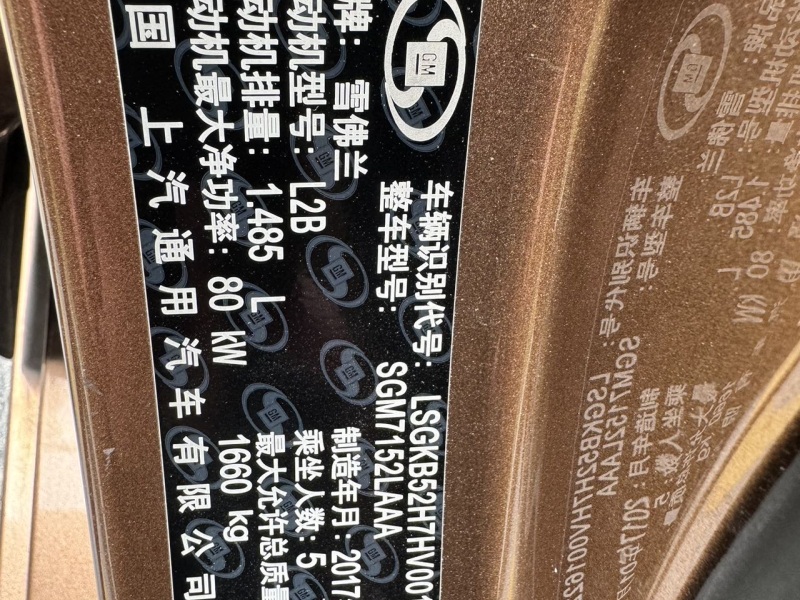 GM
车辆识别代号: LSGKB52H7HV001
整车型号: SGM7152LAAA
牌: 雪佛兰
制造年月: 2017
动机型号: L2B
乘坐人数: 5
动机排量: 1.485 L
最大允许总质量
动机最大净功率: 80 kW
1660 kg
国 上汽通用汽车有限公司